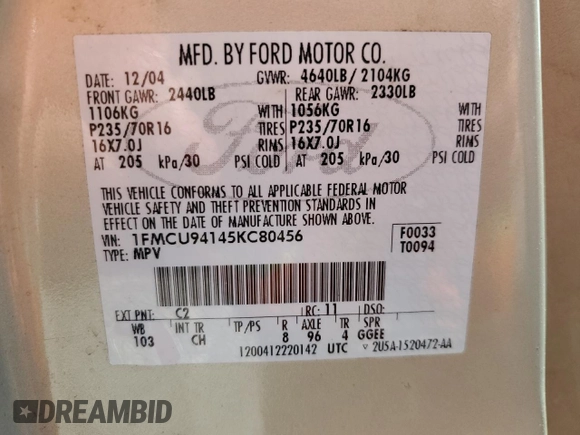 MFD. BY FORD MOTOR CO.
DATE: 12/04 GVWR: 4640LB/ 2104KG
FRONT GAWR: 2440LB REAR GAWR: 2330LB
1106KG WITH 1056KG WITH
P235/70R16 TIRES P235/70R16 TIRES
16X7.0J RIMS 16X7.0J RIMS
AT 205 kPa/30 PSI COLD AT 205 kPa/30 PSI COLD
Ford
THIS VEHICLE CONFORMS TO ALL APPLICABLE FEDERAL MOTOR
VEHICLE SAFETY AND THEFT PREVENTION STANDARDS IN
EFFECT ON THE DATE OF MANUFACTURE SHOWN ABOVE.
VIN: 1FMCU94145KC80456 F0033
TYPE: MPV T0094
EXT PNT: C2 RC: 11 DSO:
WB INT TR TP/PS R AXLE TR SPR
103 CH 8 96 4 GGEE
1200412220142 UTC 2U5A-1520472-AA
DREAMBID